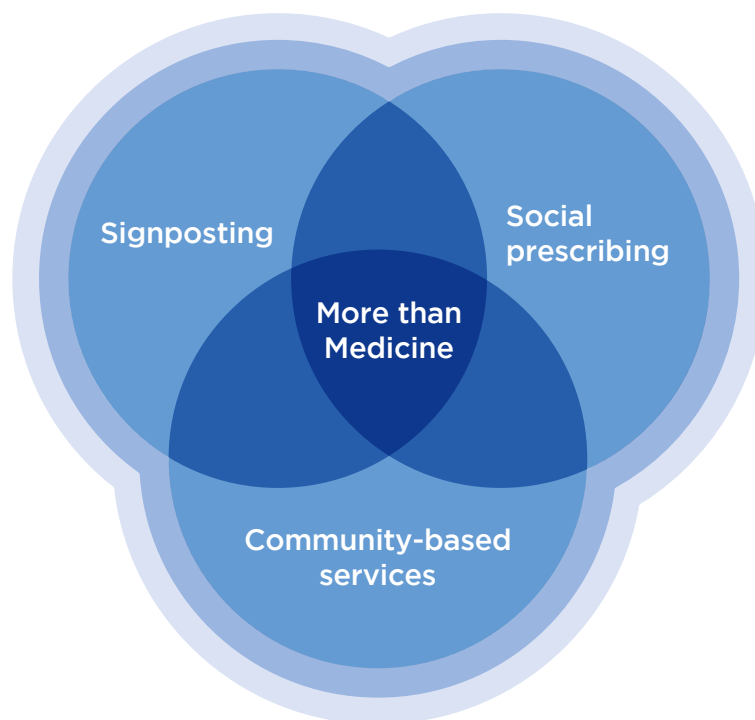 Signposting
Social
prescribing
More than
Medicine
Community-based
services